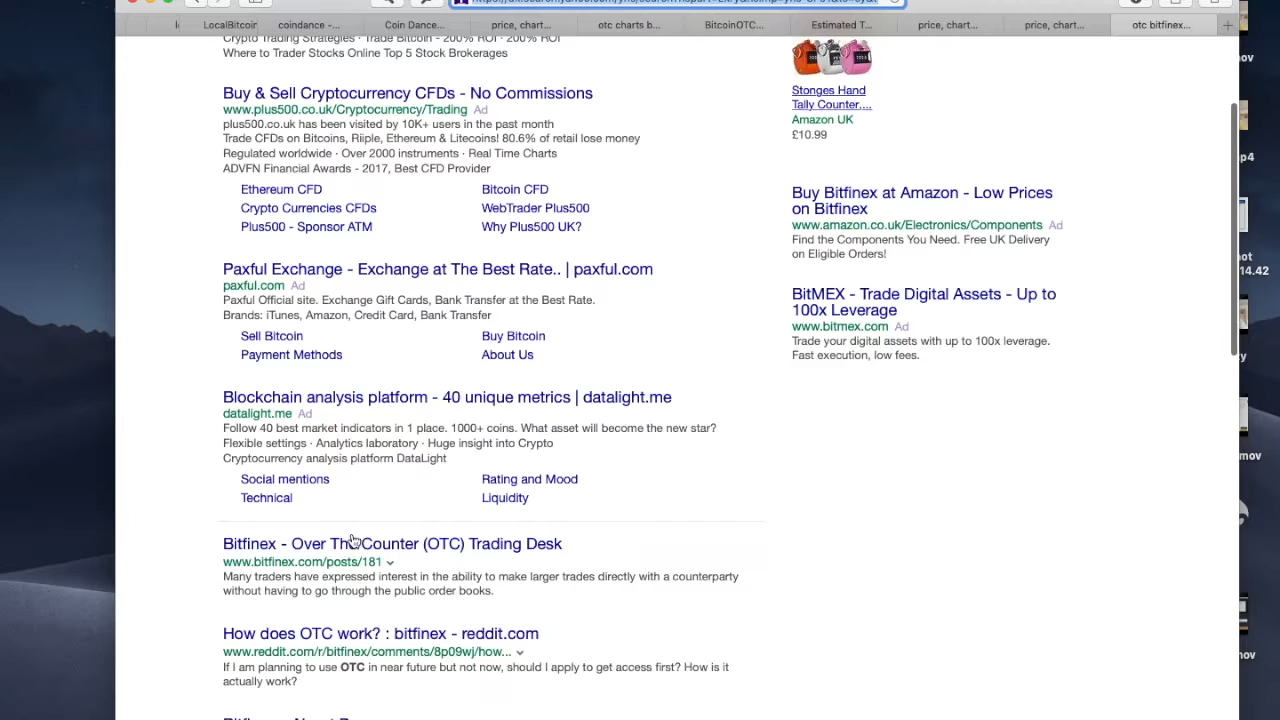 LocalBitcoin
coindance -...
Coin Dance...
price, chart...
otc charts b...
BitcoinOTC...
Estimated T...
price, chart...
price, chart...
otc bitfinex...
Crypto Trading Strategies · Trade Bitcoin - 200% ROI · 200% ROI
Where to Trader Stocks Online Top 5 Stock Brokerages
Buy & Sell Cryptocurrency CFDs - No Commissions
www.plus500.co.uk/Cryptocurrency/Trading Ad
plus500.co.uk has been visited by 10K+ users in the past month
Trade CFDs on Bitcoins, Riiple, Ethereum & Litecoins! 80.6% of retail lose money
Regulated worldwide · Over 2000 instruments · Real Time Charts
ADVFN Financial Awards - 2017, Best CFD Provider
Ethereum CFD
Bitcoin CFD
Crypto Currencies CFDs
WebTrader Plus500
Plus500 - Sponsor ATM
Why Plus500 UK?
Paxful Exchange - Exchange at The Best Rate.. | paxful.com
paxful.com Ad
Paxful Official site. Exchange Gift Cards, Bank Transfer at the Best Rate.
Brands: iTunes, Amazon, Credit Card, Bank Transfer
Sell Bitcoin
Buy Bitcoin
Payment Methods
About Us
Blockchain analysis platform - 40 unique metrics | datalight.me
datalight.me Ad
Follow 40 best market indicators in 1 place. 1000+ coins. What asset will become the new star?
Flexible settings · Analytics laboratory · Huge insight into Crypto
Cryptocurrency analysis platform DataLight
Social mentions
Rating and Mood
Technical
Liquidity
Bitfinex - Over The Counter (OTC) Trading Desk
www.bitfinex.com/posts/181
Many traders have expressed interest in the ability to make larger trades directly with a counterparty
without having to go through the public order books.
How does OTC work? : bitfinex - reddit.com
www.reddit.com/r/bitfinex/comments/8p09wj/how...
If I am planning to use OTC in near future but not now, should I apply to get access first? How is it
actually work?
Stonges Hand
Tally Counter....
Amazon UK
£10.99
Buy Bitfinex at Amazon - Low Prices
on Bitfinex
www.amazon.co.uk/Electronics/Components Ad
Find the Components You Need. Free UK Delivery
on Eligible Orders!
BitMEX - Trade Digital Assets - Up to
100x Leverage
www.bitmex.com Ad
Trade your digital assets with up to 100x leverage.
Fast execution, low fees.
14.42